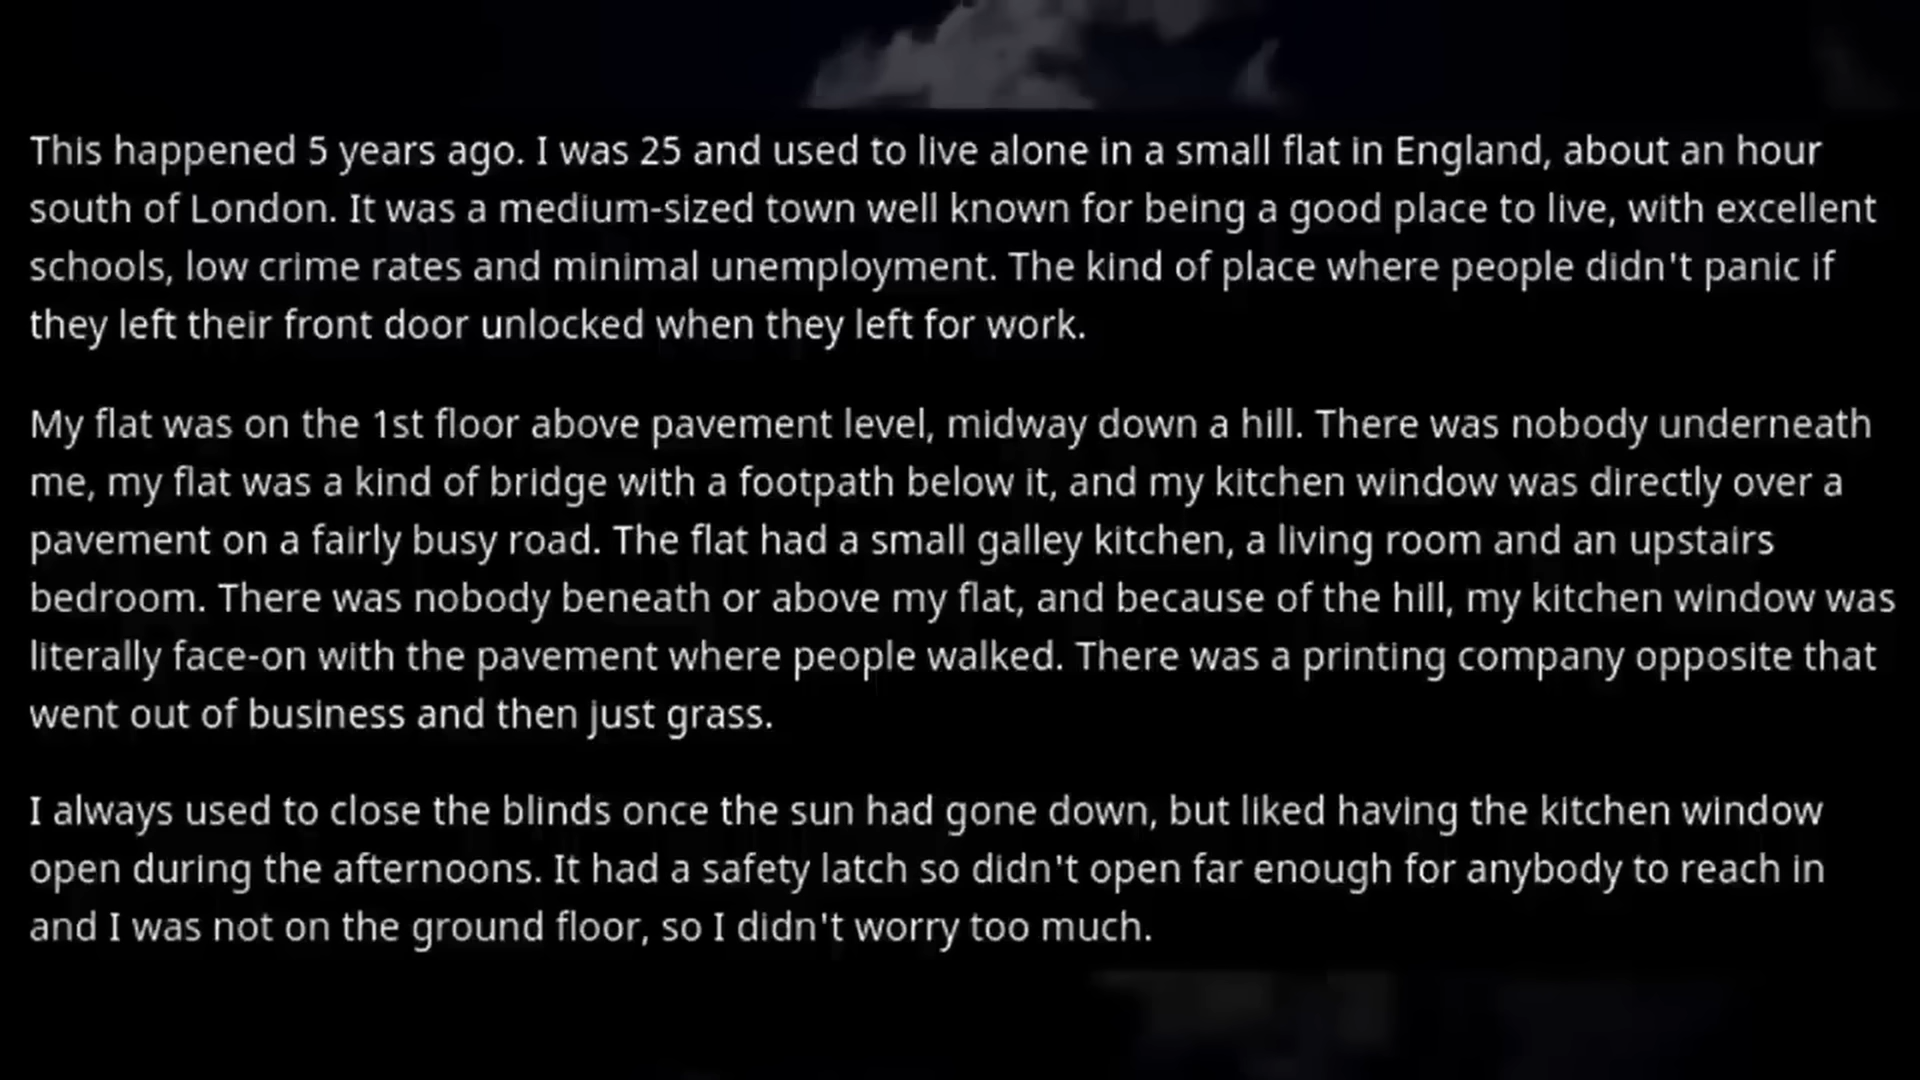 This happened 5 years ago. I was 25 and used to live alone in a small flat in England, about an hour
south of London. It was a medium-sized town well known for being a good place to live, with excellent
schools, low crime rates and minimal unemployment. The kind of place where people didn't panic if
they left their front door unlocked when they left for work.
My flat was on the 1st floor above pavement level, midway down a hill. There was nobody underneath
me, my flat was a kind of bridge with a footpath below it, and my kitchen window was directly over a
pavement on a fairly busy road. The flat had a small galley kitchen, a living room and an upstairs
bedroom. There was nobody beneath or above my flat, and because of the hill, my kitchen window was
literally face-on with the pavement where people walked. There was a printing company opposite that
went out of business and then just grass.
I always used to close the blinds once the sun had gone down, but liked having the kitchen window
open during the afternoons. It had a safety latch so didn't open far enough for anybody to reach in
and I was not on the ground floor, so I didn't worry too much.